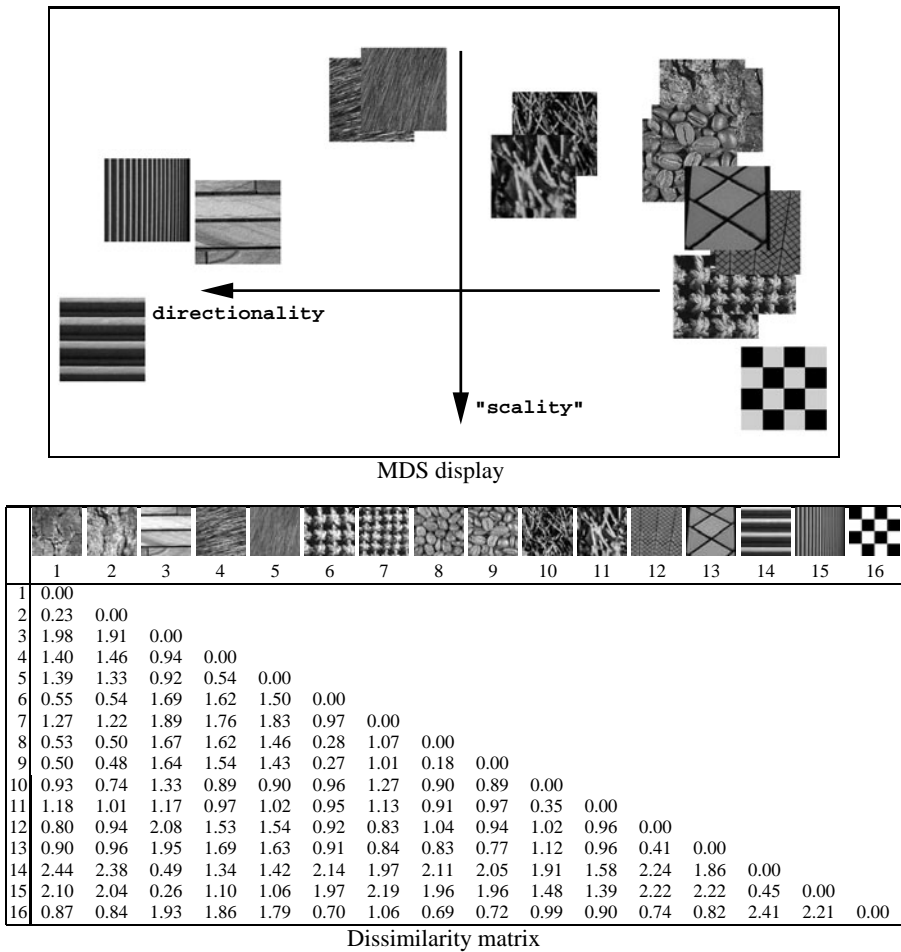 directionality
"scality"
MDS display
1 2 3 4 5 6 7 8 9 10 11 12 13 14 15 16
1 0.00
2 0.23 0.00
3 1.98 1.91 0.00
4 1.40 1.46 0.94 0.00
5 1.39 1.33 0.92 0.54 0.00
6 0.55 0.54 1.69 1.62 1.50 0.00
7 1.27 1.22 1.89 1.76 1.83 0.97 0.00
8 0.53 0.50 1.67 1.62 1.46 0.28 1.07 0.00
9 0.50 0.48 1.64 1.54 1.43 0.27 1.01 0.18 0.00
10 0.93 0.74 1.33 0.89 0.90 0.96 1.27 0.90 0.89 0.00
11 1.18 1.01 1.17 0.97 1.02 0.95 1.13 0.91 0.97 0.35 0.00
12 0.80 0.94 2.08 1.53 1.54 0.92 0.83 1.04 0.94 1.02 0.96 0.00
13 0.90 0.96 1.95 1.69 1.63 0.91 0.84 0.83 0.77 1.12 0.96 0.41 0.00
14 2.44 2.38 0.49 1.34 1.42 2.14 1.97 2.11 2.05 1.91 1.58 2.24 1.86 0.00
15 2.10 2.04 0.26 1.10 1.06 1.97 2.19 1.96 1.96 1.48 1.39 2.22 2.22 0.45 0.00
16 0.87 0.84 1.93 1.86 1.79 0.70 1.06 0.69 0.72 0.99 0.90 0.74 0.82 2.41 2.21 0.00
Dissimilarity matrix